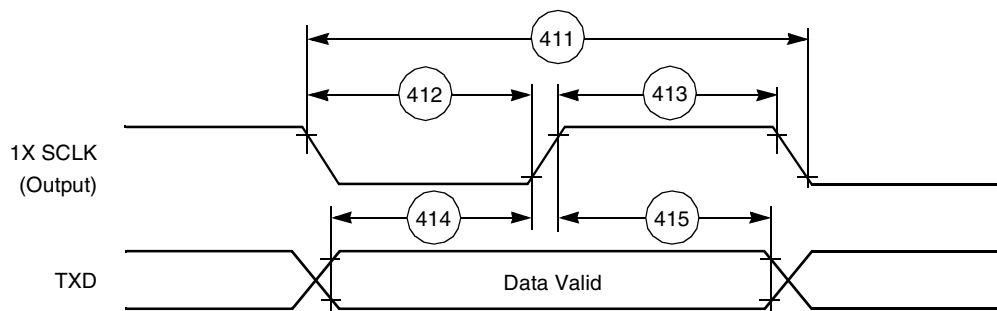 411
412
413
1X SCLK
(Output)
414
415
TXD
Data Valid